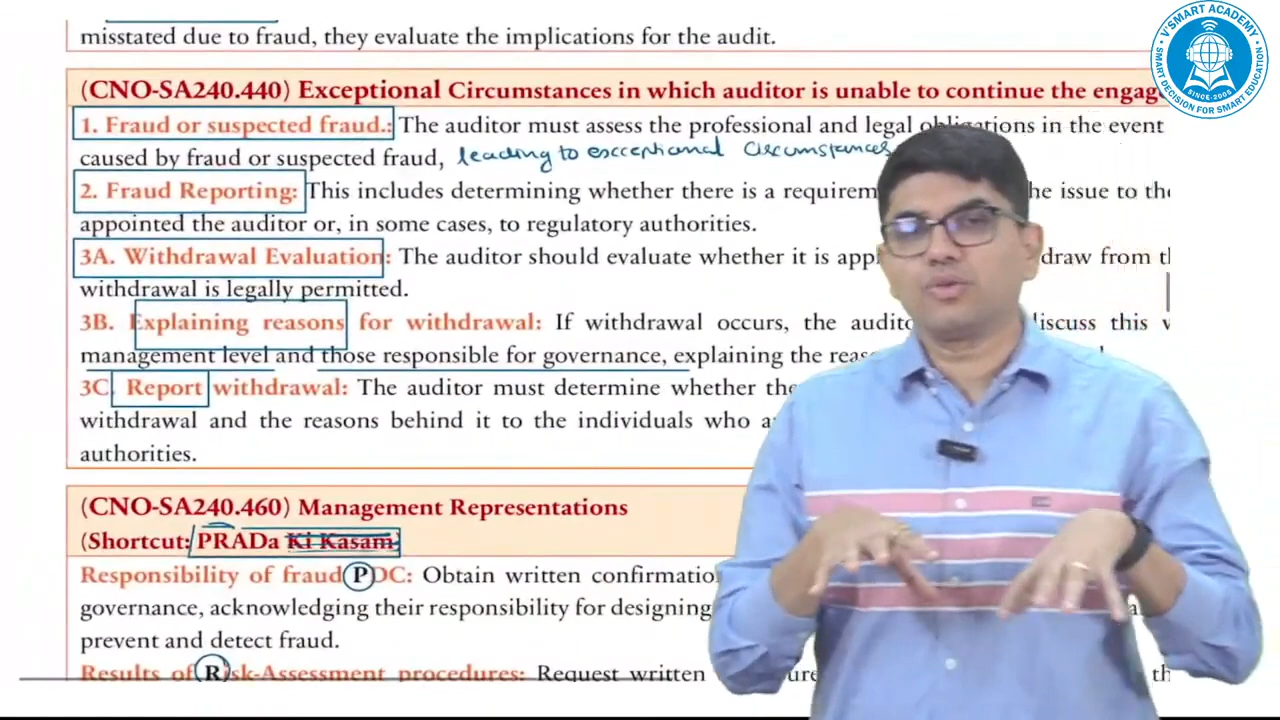 misstated due to fraud, they evaluate the implications for the audit.
(CNO-SA240.440) Exceptional Circumstances in which auditor is unable to continue the engag
1. Fraud or suspected fraud.: The auditor must assess the professional and legal obligations in the event
caused by fraud or suspected fraud, leading to excceptional circumstances
2. Fraud Reporting: This includes determining whether there is a requirem he issue to the
appointed the auditor or, in some cases, to regulatory authorities.
3A. Withdrawal Evaluation: The auditor should evaluate whether it is app draw from th
withdrawal is legally permitted.
3B. Explaining reasons for withdrawal: If withdrawal occurs, the audito discuss this
management level and those responsible for governance, explaining the reas
3C. Report withdrawal: The auditor must determine whether the
withdrawal and the reasons behind it to the individuals who a
authorities.
(CNO-SA240.460) Management Representations
(Shortcut: PRADa Ki Kasam
Responsibility of fraud PDC: Obtain written confirmatio
governance, acknowledging their responsibility for designing
prevent and detect fraud.
Results of Risk-Assessment procedures: Request written ure th
V'SMART ACADEMY
SMART DECISION FOR SMART EDUCATION
SINCE-2005